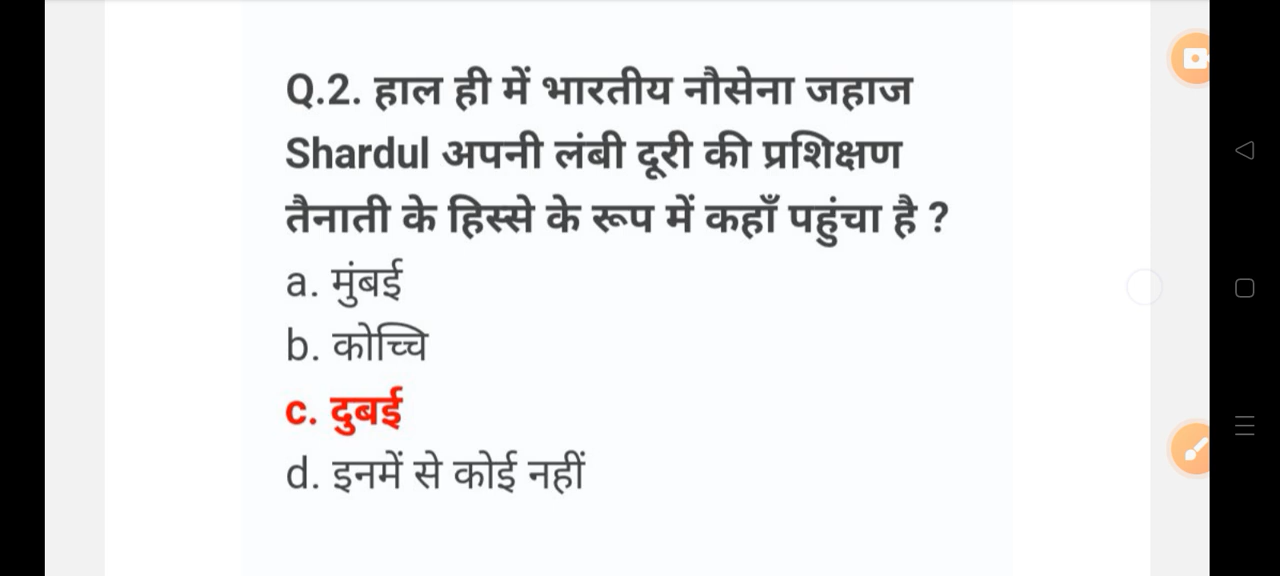 Q.2. हाल ही में भारतीय नौसेना जहाज
Shardul अपनी लंबी दूरी की प्रशिक्षण
तैनाती के हिस्से के रूप में कहाँ पहुंचा है ?
a. मुंबई
b. कोच्चि
c. दुबई
d. इनमें से कोई नहीं